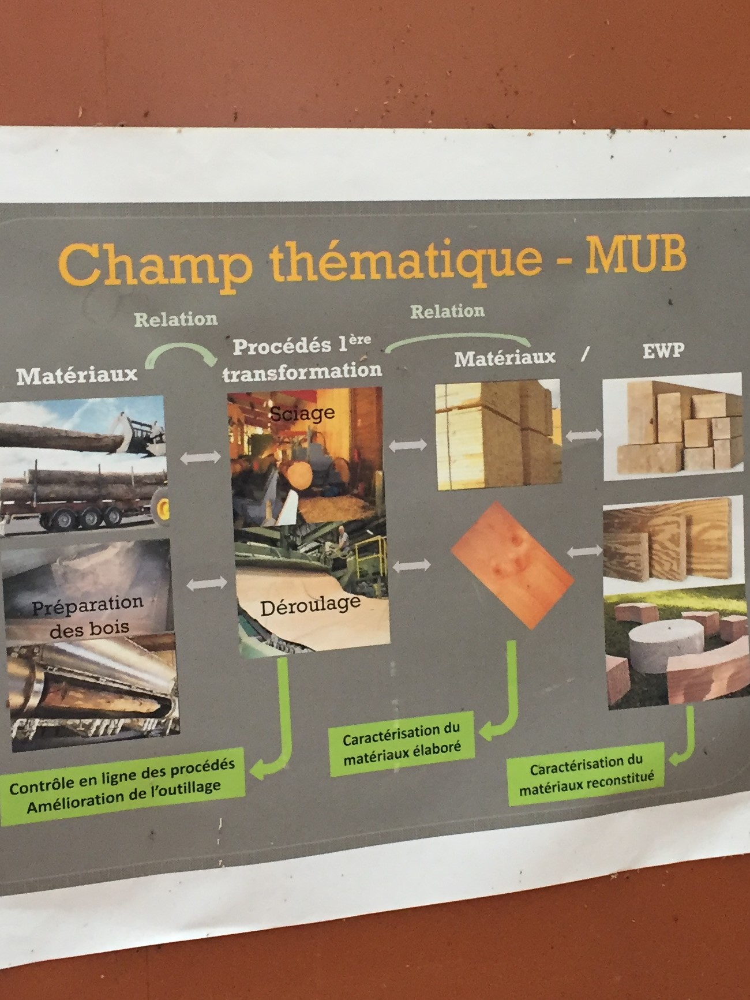 Champ thématique - MUB
Relation
Relation
Matériaux
Procédés 1ère
transformation
Matériaux / EWP
Sciage
Préparation
des bois
Déroulage
Contrôle en ligne des procédés
Amélioration de l'outillage
Caractérisation du
matériaux élaboré
Caractérisation du
matériaux reconstitué